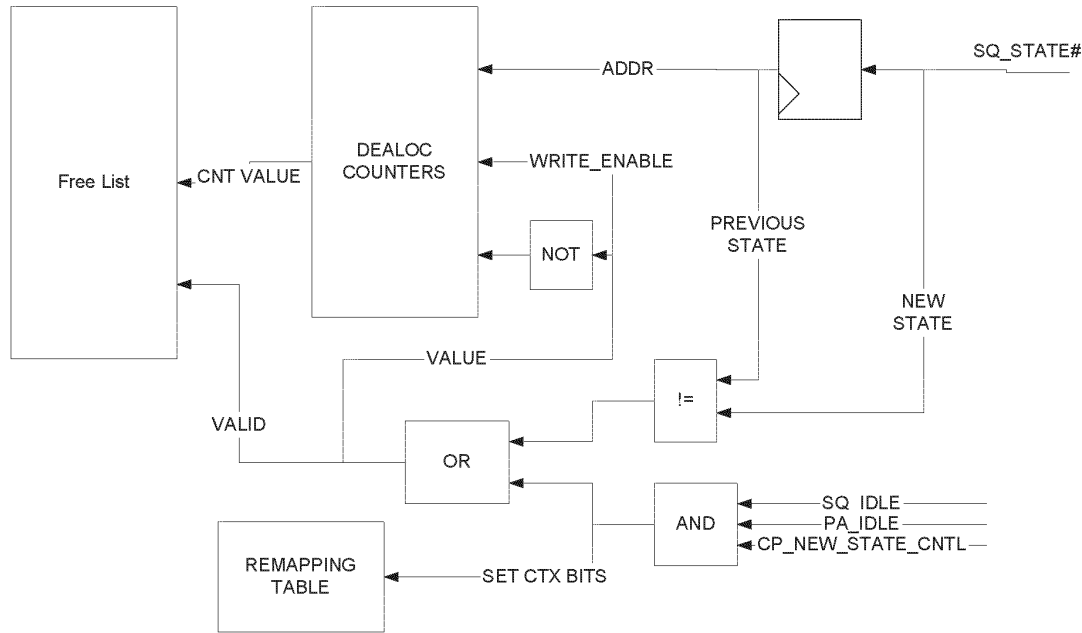 SQ_STATE#
ADDR
DEALOC
COUNTERS
WRITE_ENABLE
CNT VALUE
Free List
PREVIOUS
STATE
NOT
NEW
STATE
VALUE
!=
VALID
OR
SQ_IDLE
AND
PA_IDLE
CP_NEW_STATE_CNTL
REMAPPING
TABLE
SET CTX BITS